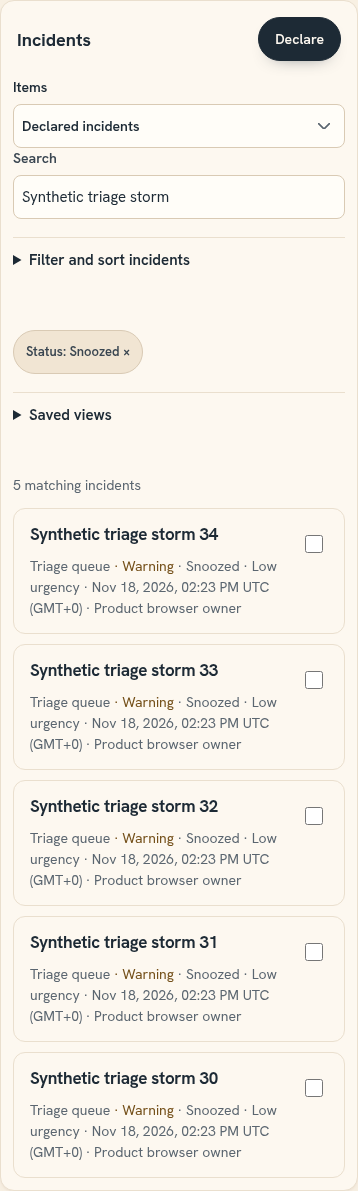 Incidents
Declare
Items
Declared incidents
Search
Synthetic triage storm
Filter and sort incidents
Status: Snoozed ×
Saved views
5 matching incidents
Synthetic triage storm 34
Triage queue · Warning · Snoozed · Low
urgency · Nov 18, 2026, 02:23 PM UTC
(GMT+0) · Product browser owner
Synthetic triage storm 33
Triage queue · Warning · Snoozed · Low
urgency · Nov 18, 2026, 02:23 PM UTC
(GMT+0) · Product browser owner
Synthetic triage storm 32
Triage queue · Warning · Snoozed · Low
urgency · Nov 18, 2026, 02:23 PM UTC
(GMT+0) · Product browser owner
Synthetic triage storm 31
Triage queue · Warning · Snoozed · Low
urgency · Nov 18, 2026, 02:23 PM UTC
(GMT+0) · Product browser owner
Synthetic triage storm 30
Triage queue · Warning · Snoozed · Low
urgency · Nov 18, 2026, 02:23 PM UTC
(GMT+0) · Product browser owner